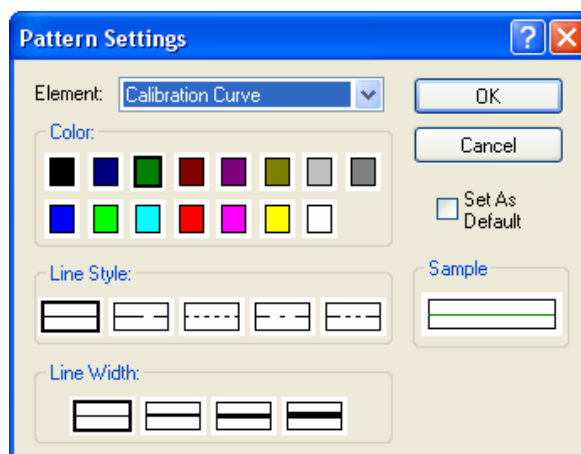 Pattern Settings
Element: Calibration Curve
OK
Color:
Cancel
Set As
Default
Line Style:
Sample
Line Width: